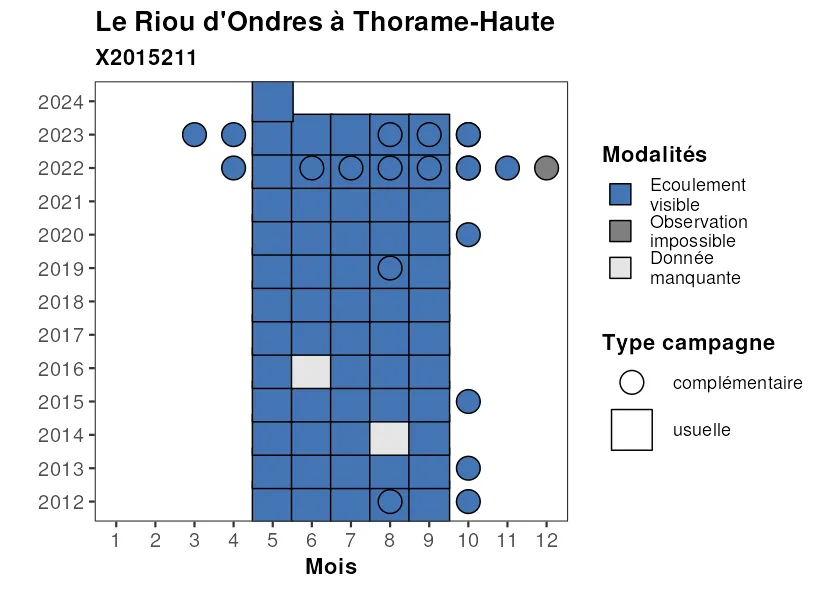 Le Riou d'Ondres à Thorame-Haute
X2015211
2024
2023
2022
2021
2020
2019
2018
2017
2016
2015
2014
2013
2012
1 2 3 4 5 6 7 8 9 10 11 12
Mois
Modalités
Ecoulement
visible
Observation
impossible
Donnée
manquante
Type campagne
complémentaire
usuelle